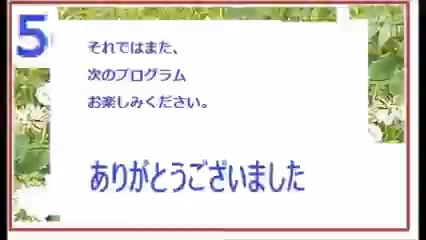 5
それではまた、
次のプログラム
お楽しみください。
ありがとうございました